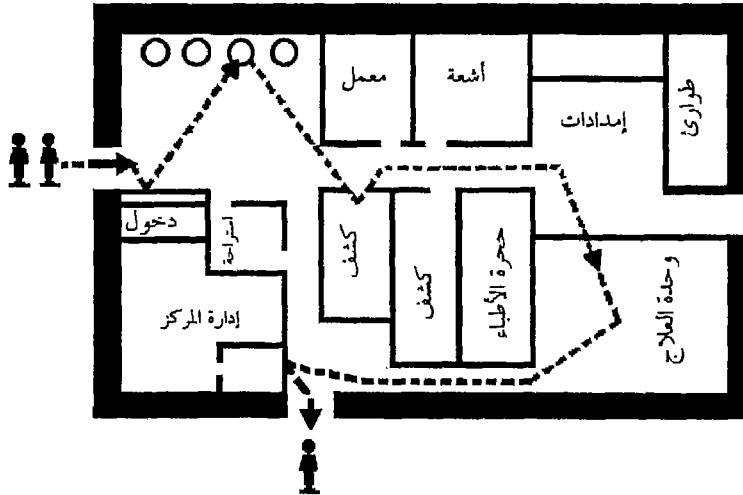 طوارئ
أشعة
معمل
إمدادات
دخول
استراحة
كشف
كشف
حجرة الأطباء
وحدة العلاج
إدارة المركز